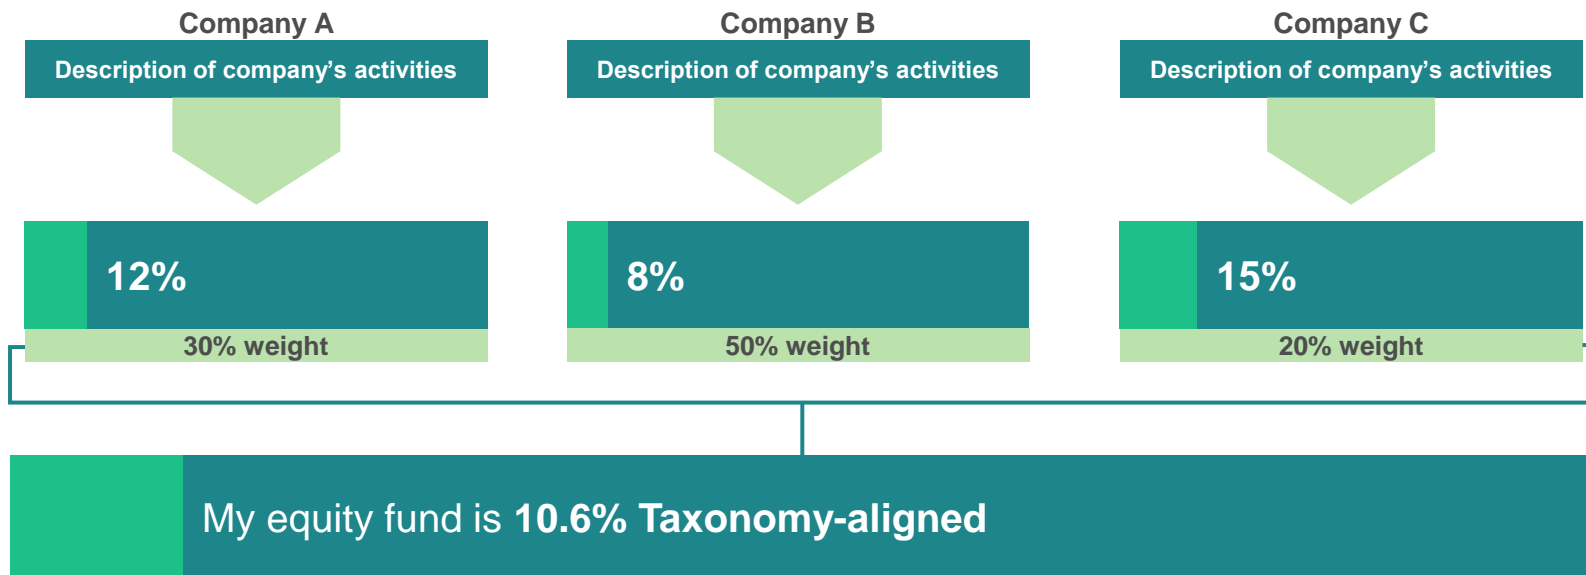 Company A
Company B
Company C
Description of company's activities
Description of company's activities
Description of company's activities
12%
8%
15%
30% weight
50% weight
20% weight
My equity fund is 10.6% Taxonomy-aligned